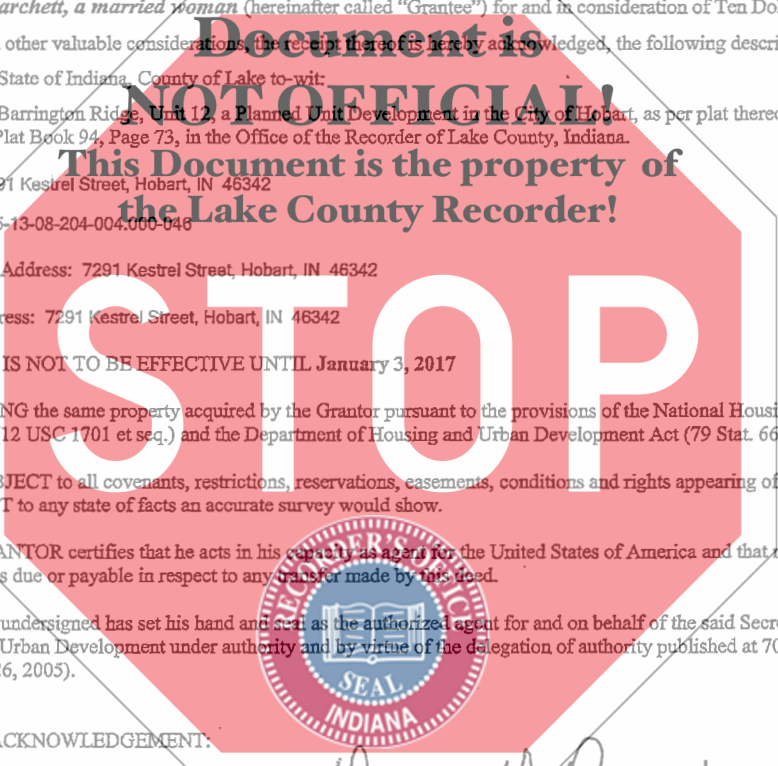 archett, a married woman (hereinafter called “Grantee”) for and in consideration of Ten Dol
Document is
other valuable considerations, the receipt thereof is hereby acknowledged, the following descri
State of Indiana, County of Lake to-wit:
NOT OFFICIAL!
Barrington Ridge, Unit 12, a Planned Unit Development in the City of Hobart, as per plat thereo
Plat Book 94, Page 73, in the Office of the Recorder of Lake County, Indiana.
This Document is the property of
91 Kestrel Street, Hobart, IN 46342
the Lake County Recorder!
-13-08-204-004.000-046
Address: 7291 Kestrel Street, Hobart, IN 46342
ress: 7291 Kestrel Street, Hobart, IN 46342
STOP
IS NOT TO BE EFFECTIVE UNTIL January 3, 2017
NG the same property acquired by the Grantor pursuant to the provisions of the National Housi
12 USC 1701 et seq.) and the Department of Housing and Urban Development Act (79 Stat. 66
BJECT to all covenants, restrictions, reservations, easements, conditions and rights appearing of
T to any state of facts an accurate survey would show.
ANTOR certifies that he acts in his capacity as agent for the United States of America and that
s due or payable in respect to any transfer made by this deed.
undersigned has set his hand and seal as the authorized agent for and on behalf of the said Secre
Urban Development under authority and by virtue of the delegation of authority published at 70
26, 2005).
RECORDER'S OFFICE
SEAL
INDIANA
ACKNOWLEDGEMENT: